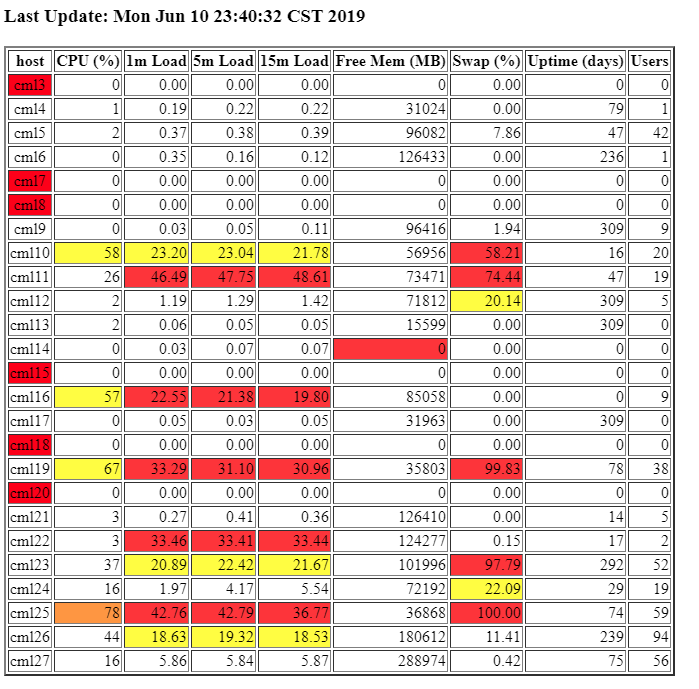 Last Update: Mon Jun 10 23:40:32 CST 2019
host CPU (%) 1m Load 5m Load 15m Load Free Mem (MB) Swap (%) Uptime (days) Users
cml3 0 0.00 0.00 0.00 0 0.00 0 0
cml4 1 0.19 0.22 0.22 31024 0.00 79 1
cml5 2 0.37 0.38 0.39 96082 7.86 47 42
cml6 0 0.35 0.16 0.12 126433 0.00 236 1
cml7 0 0.00 0.00 0.00 0 0.00 0 0
cml8 0 0.00 0.00 0.00 0 0.00 0 0
cml9 0 0.03 0.05 0.11 96416 1.94 309 9
cml10 58 23.20 23.04 21.78 56956 58.21 16 20
cml11 26 46.49 47.75 48.61 73471 74.44 47 19
cml12 2 1.19 1.29 1.42 71812 20.14 309 5
cml13 2 0.06 0.05 0.05 15599 0.00 309 0
cml14 0 0.03 0.07 0.07 0 0.00 0 0
cml15 0 0.00 0.00 0.00 0 0.00 0 0
cml16 57 22.55 21.38 19.80 85058 0.00 0 9
cml17 0 0.05 0.03 0.05 31963 0.00 309 0
cml18 0 0.00 0.00 0.00 0 0.00 0 0
cml19 67 33.29 31.10 30.96 35803 99.83 78 38
cml20 0 0.00 0.00 0.00 0 0.00 0 0
cml21 3 0.27 0.41 0.36 126410 0.00 14 5
cml22 3 33.46 33.41 33.44 124277 0.15 17 2
cml23 37 20.89 22.42 21.67 101996 97.79 292 52
cml24 16 1.97 4.17 5.54 72192 22.09 29 19
cml25 78 42.76 42.79 36.77 36868 100.00 74 59
cml26 44 18.63 19.32 18.53 180612 11.41 239 94
cml27 16 5.86 5.84 5.87 288974 0.42 75 56